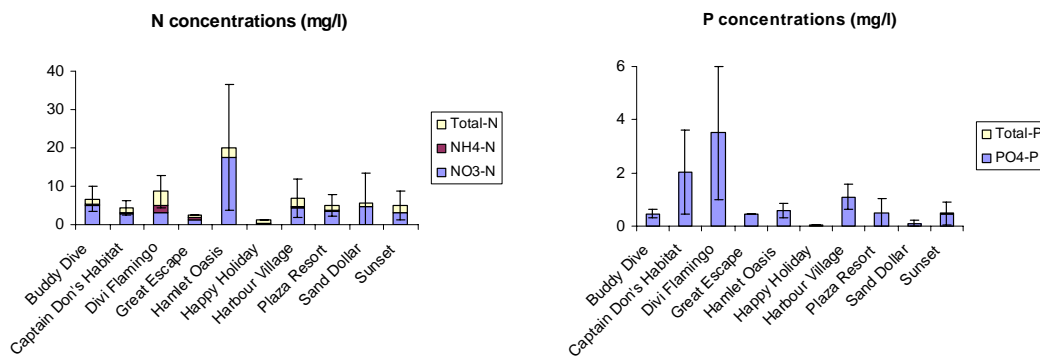 N concentrations (mg/l)
40
30
20
10
0
Buddy Dive
Captain Don's Habitat
Divi Flamingo
Great Escape
Hamlet Oasis
Happy Holiday
Harbour Village
Plaza Resort
Sand Dollar
Sunset
Total-N
NH4-N
NO3-N
P concentrations (mg/l)
6
4
2
0
Buddy Dive
Captain Don's Habitat
Divi Flamingo
Great Escape
Hamlet Oasis
Happy Holiday
Harbour Village
Plaza Resort
Sand Dollar
Sunset
Total-P
PO4-P